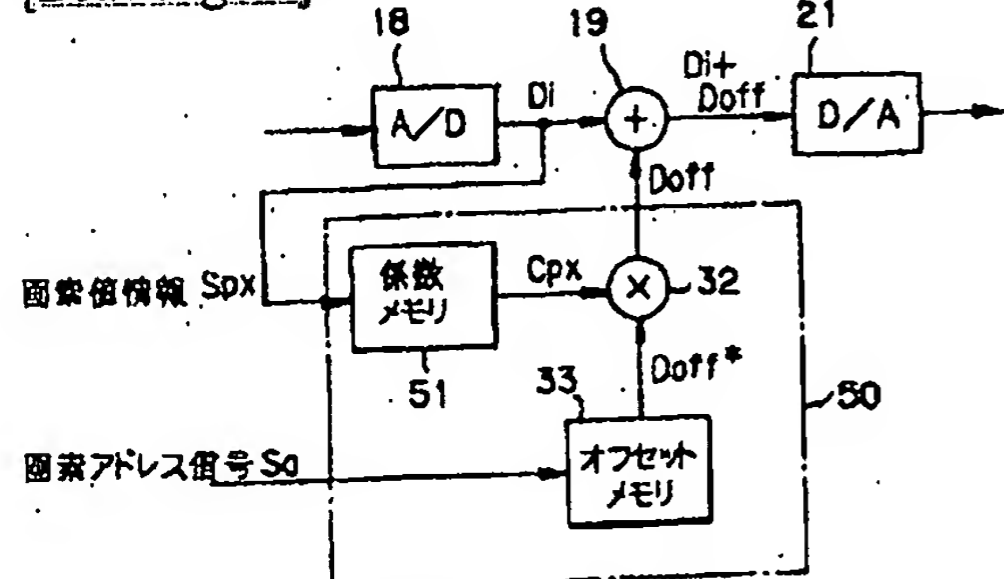 18
19
21
A/D
Di
+
Di+
Doff
D/A
Doff
画素値情報 Spx
係数
メモリ
Cpx
×
32
51
33
Doff*
50
画素アドレス信号 Sa
オフセット
メモリ